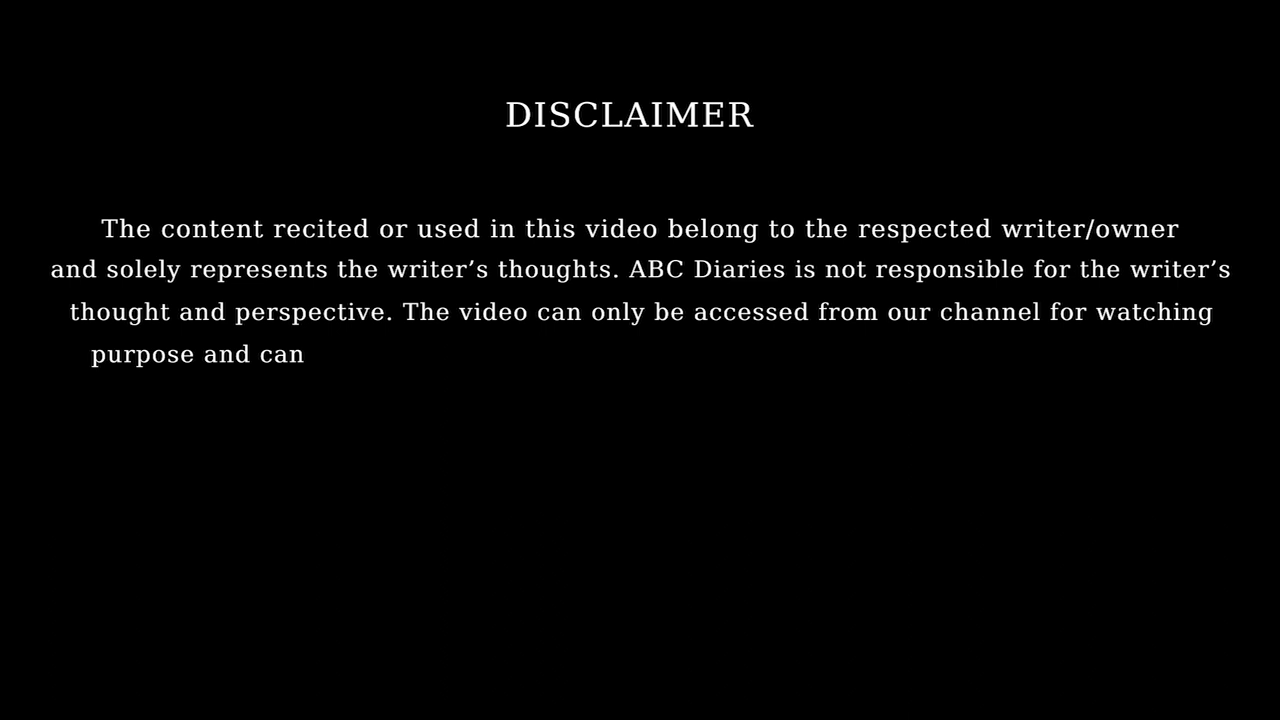 DISCLAIMER
The content recited or used in this video belong to the respected writer/owner
and solely represents the writer’s thoughts. ABC Diaries is not responsible for the writer’s
thought and perspective. The video can only be accessed from our channel for watching
purpose and can